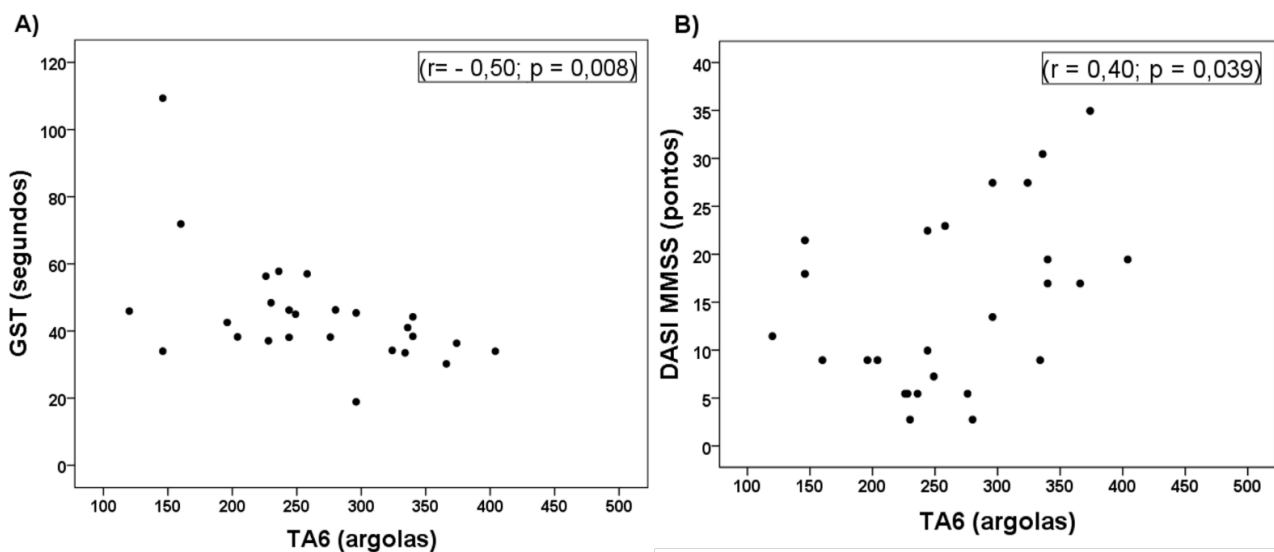 A)
(r= - 0,50; p = 0,008)
120
100
80
60
40
20
0
GST (segundos)
100 150 200 250 300 350 400 450 500
TA6 (argolas)
B)
(r = 0,40; p = 0,039)
40
35
30
25
20
15
10
5
0
DASI MMSS (pontos)
100 150 200 250 300 350 400 450 500
TA6 (argolas)